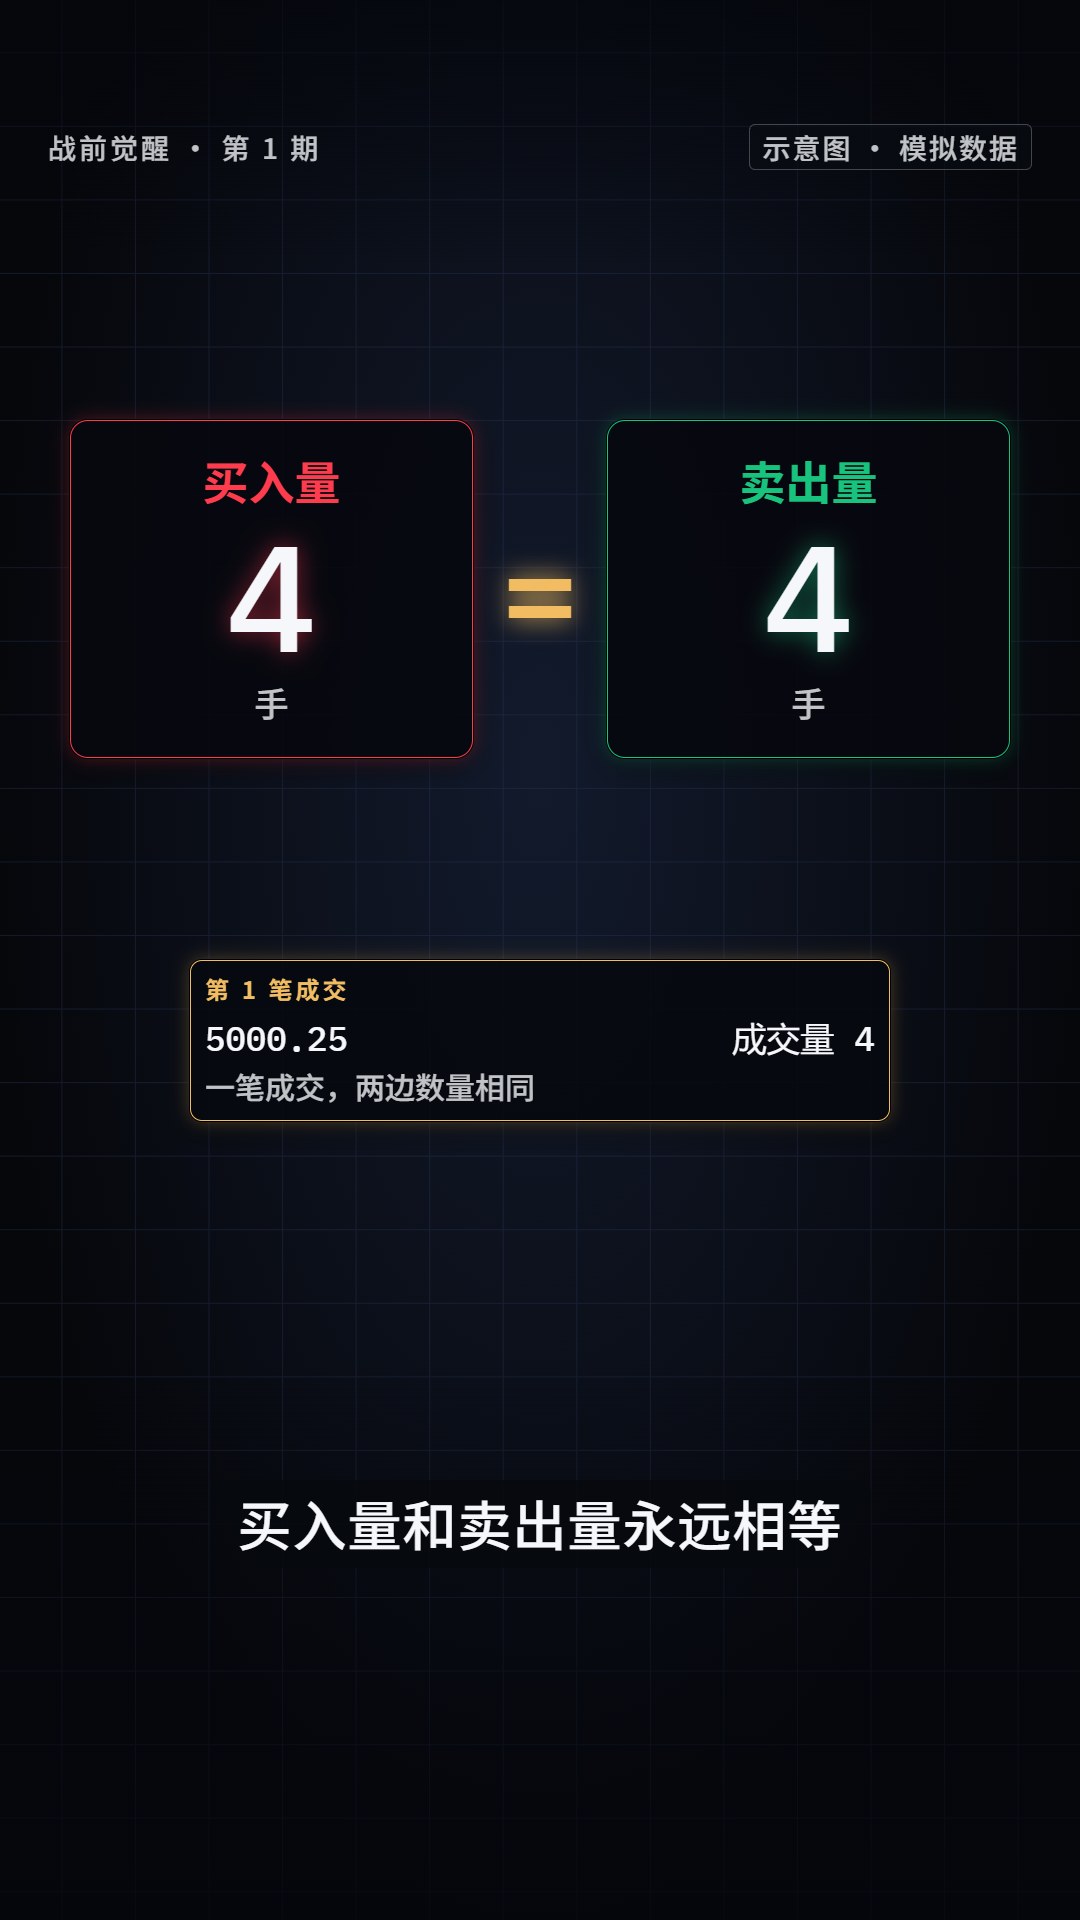 战前觉醒 · 第 1 期
示意图 · 模拟数据
买入量
4
手
=
卖出量
4
手
第 1 笔成交
5000.25
成交量 4
一笔成交，两边数量相同
买入量和卖出量永远相等